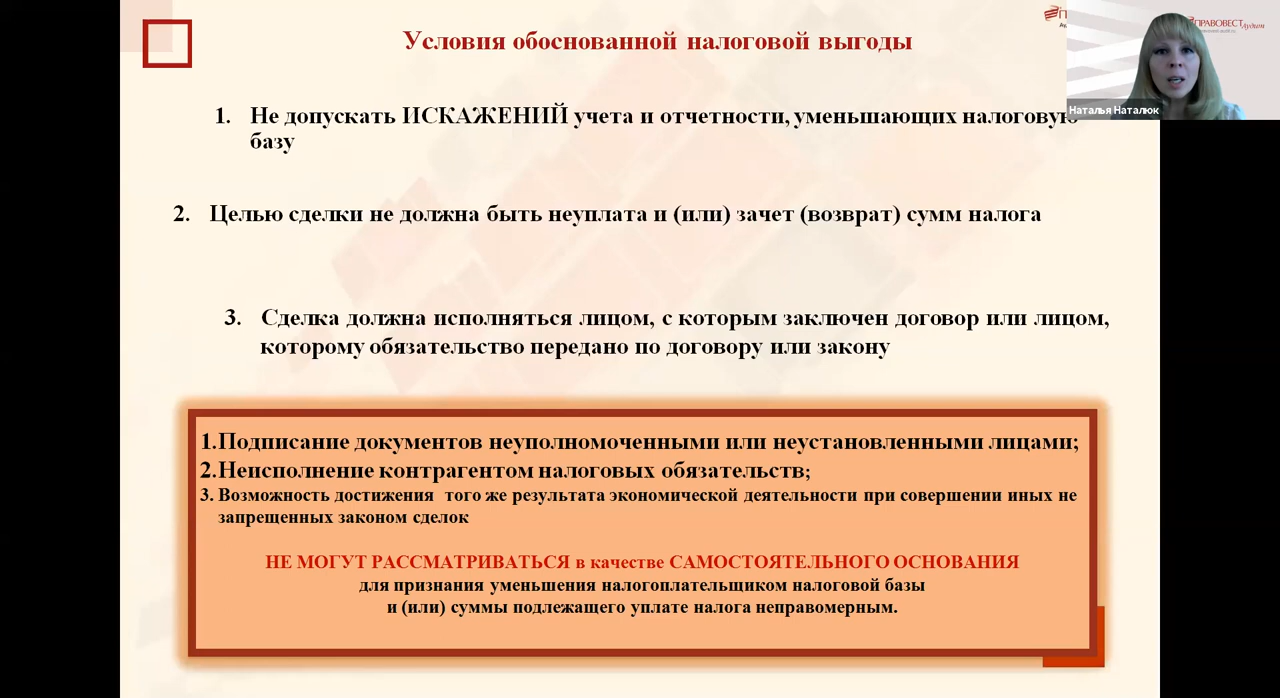 Условия обоснованной налоговой выгоды
ПРАВОВЕСТ Аудит
Наталья Наталюк
1. Не допускать ИСКАЖЕНИЙ учета и отчетности, уменьшающих налоговую
базу
2. Целью сделки не должна быть неуплата и (или) зачет (возврат) сумм налога
3. Сделка должна исполняться лицом, с которым заключен договор или лицом,
которому обязательство передано по договору или закону
1.Подписание документов неуполномоченными или неустановленными лицами;
2.Неисполнение контрагентом налоговых обязательств;
3. Возможность достижения того же результата экономической деятельности при совершении иных не
запрещенных законом сделок
НЕ МОГУТ РАССМАТРИВАТЬСЯ в качестве САМОСТОЯТЕЛЬНОГО ОСНОВАНИЯ
для признания уменьшения налогоплательщиком налоговой базы
и (или) суммы подлежащего уплате налога неправомерным.